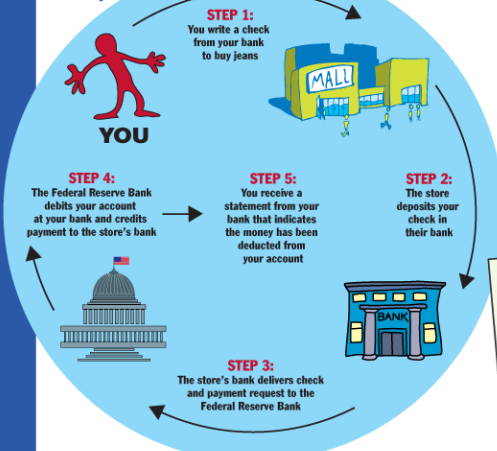 STEP 1:
You write a check
from your bank
to buy jeans
MALL
YOU
STEP 4:
The Federal Reserve Bank
debits your account
at your bank and credits
payment to the store's bank
STEP 5:
You receive a
statement from your
bank that indicates
the money has been
deducted from
your account
STEP 2:
The store
deposits your
check in
their bank
BANK
STEP 3:
The store's bank delivers check
and payment request to the
Federal Reserve Bank